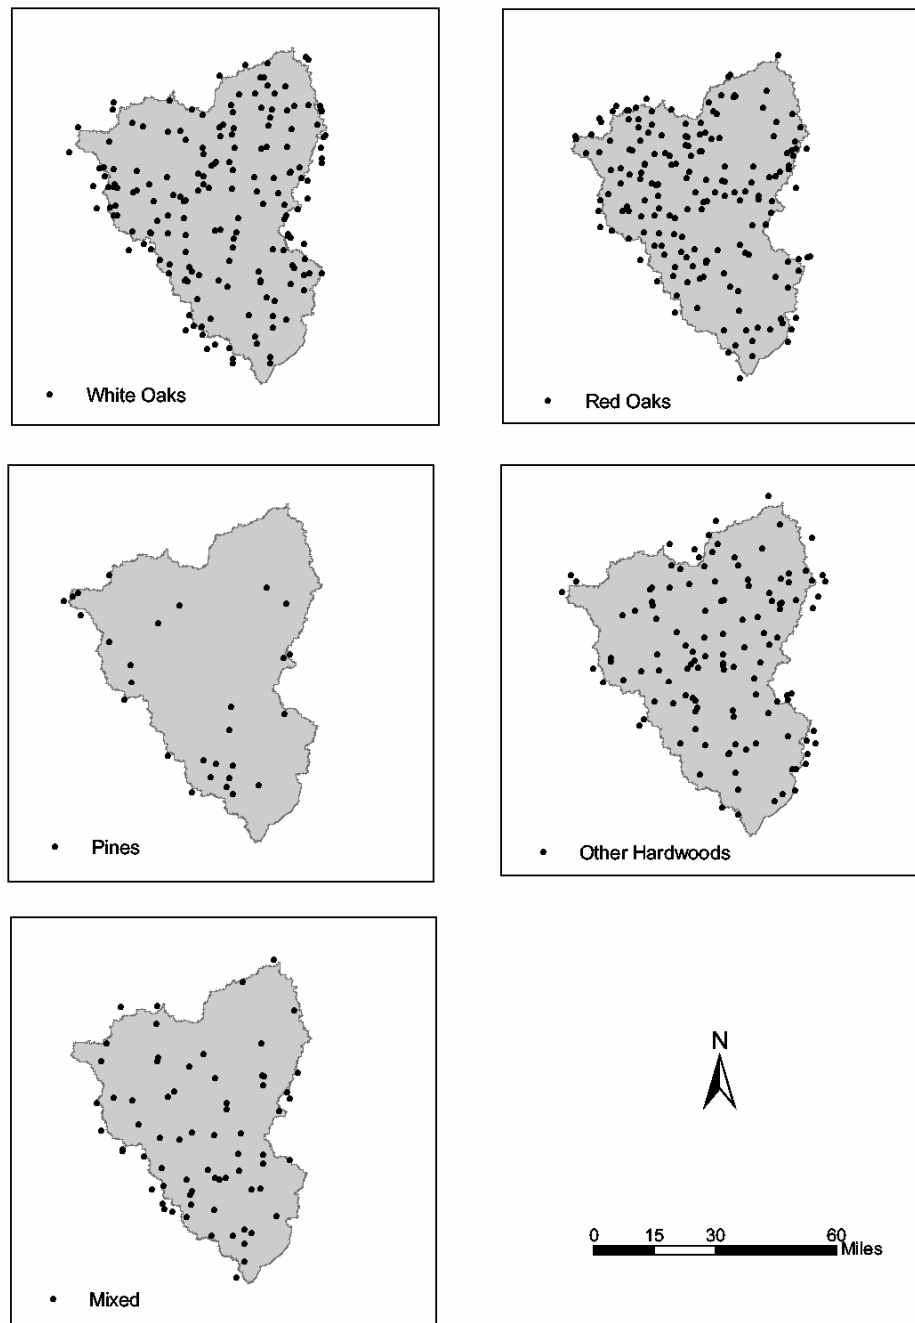 White Oaks
Red Oaks
Pines
Other Hardwoods
Mixed
N
0 15 30 60
Miles